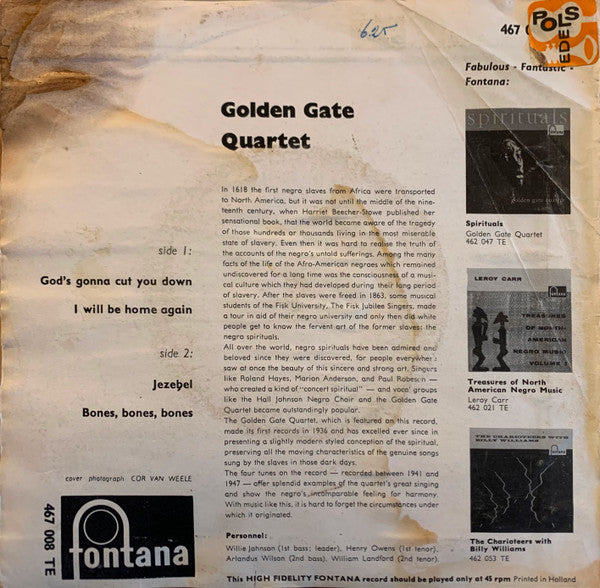 6.25
467
POLS
EDELS
Fabulous - Fantastic -
Fontana:
Golden Gate
Quartet
In 1618 the first negro slaves from Africa were transported
to North America, but it was not until the middle of the nine-
teenth century, when Harriet Beecher-Stowe published her
sensational book, that the world became aware of the tragedy
of those hundreds or thousands living in the most miserable
state of slavery. Even then it was hard to realise the truth of
the accounts of the negro's untold sufferings. Among the many
facts of the life of the Afro-American negroes which remained
undiscovered for a long time was the consciousness of a musi-
cal culture which they had developed during their long period
of slavery. After the slaves were freed in 1863, some musical
students of the Fisk University, The Fisk Jubilee Singers, made
a tour in aid of their negro university and only then did white
people get to know the fervent art of the former slaves: the
negro spirituals.
All over the world, negro spirituals have been admired and
beloved since they were discovered, for people everywhere
saw at once the beauty of this sincere and strong art. Singers
like Roland Hayes, Marion Anderson, and Paul Robeson —
who created a kind of "concert spiritual" — and vocal groups
like the Hall Johnson Negro Choir and the Golden Gate
Quartet became outstandingly popular.
The Golden Gate Quartet, which is featured on this record,
made its first records in 1936 and has excelled ever since in
presenting a slightly modern styled conception of the spiritual,
preserving all the moving characteristics of the genuine songs
sung by the slaves in those dark days.
The four tunes on the record — recorded between 1941 and
1947 — offer splendid examples of the quartet's great singing
and show the negro's incomparable feeling for harmony.
With music like this, it is hard to forget the circumstances under
which it originated.
Personnel:
Willie Johnson (1st bass; leader), Henry Owens (1st tenor),
Arlandus Wilson (2nd bass), William Landford (2nd tenor).
side 1:
God's gonna cut you down
I will be home again
side 2:
Jezebel
Bones, bones, bones
cover photograph COR VAN WEELE
467 008 TE
fontana
spirituals
golden gate quartet
Spirituals
Golden Gate Quartet
462 047 TE
LEROY CARR
fontana
TREASURES
OF NORTH-
AMERICAN
NEGRO MUSIC
VOLUME
Treasures of North
American Negro Music
Leroy Carr
462 021 TE
THE CHARIOTEERS WITH
BILLY WILLIAMS
The Charioteers with
Billy Williams
462 053 TE
This HIGH FIDELITY FONTANA record should be played only at 45 rpm Printed in Holland